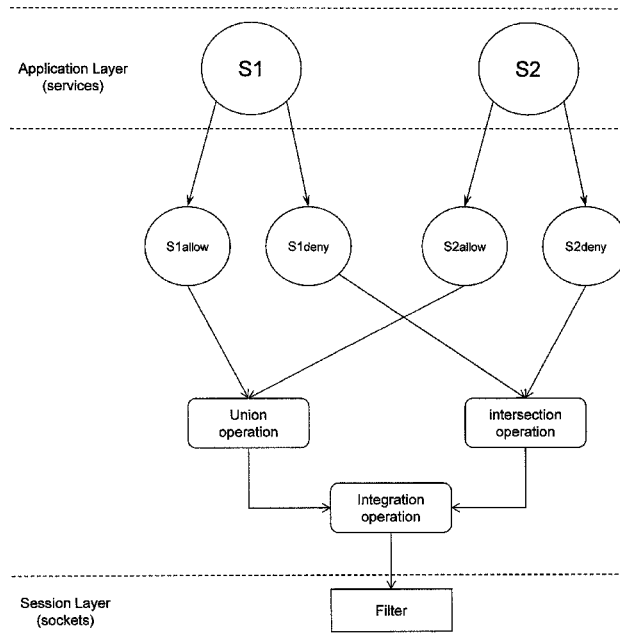 S1
S2
Application Layer
(services)
S1allow
S1deny
S2allow
S2deny
Union
operation
intersection
operation
Integration
operation
Session Layer
(sockets)
Filter